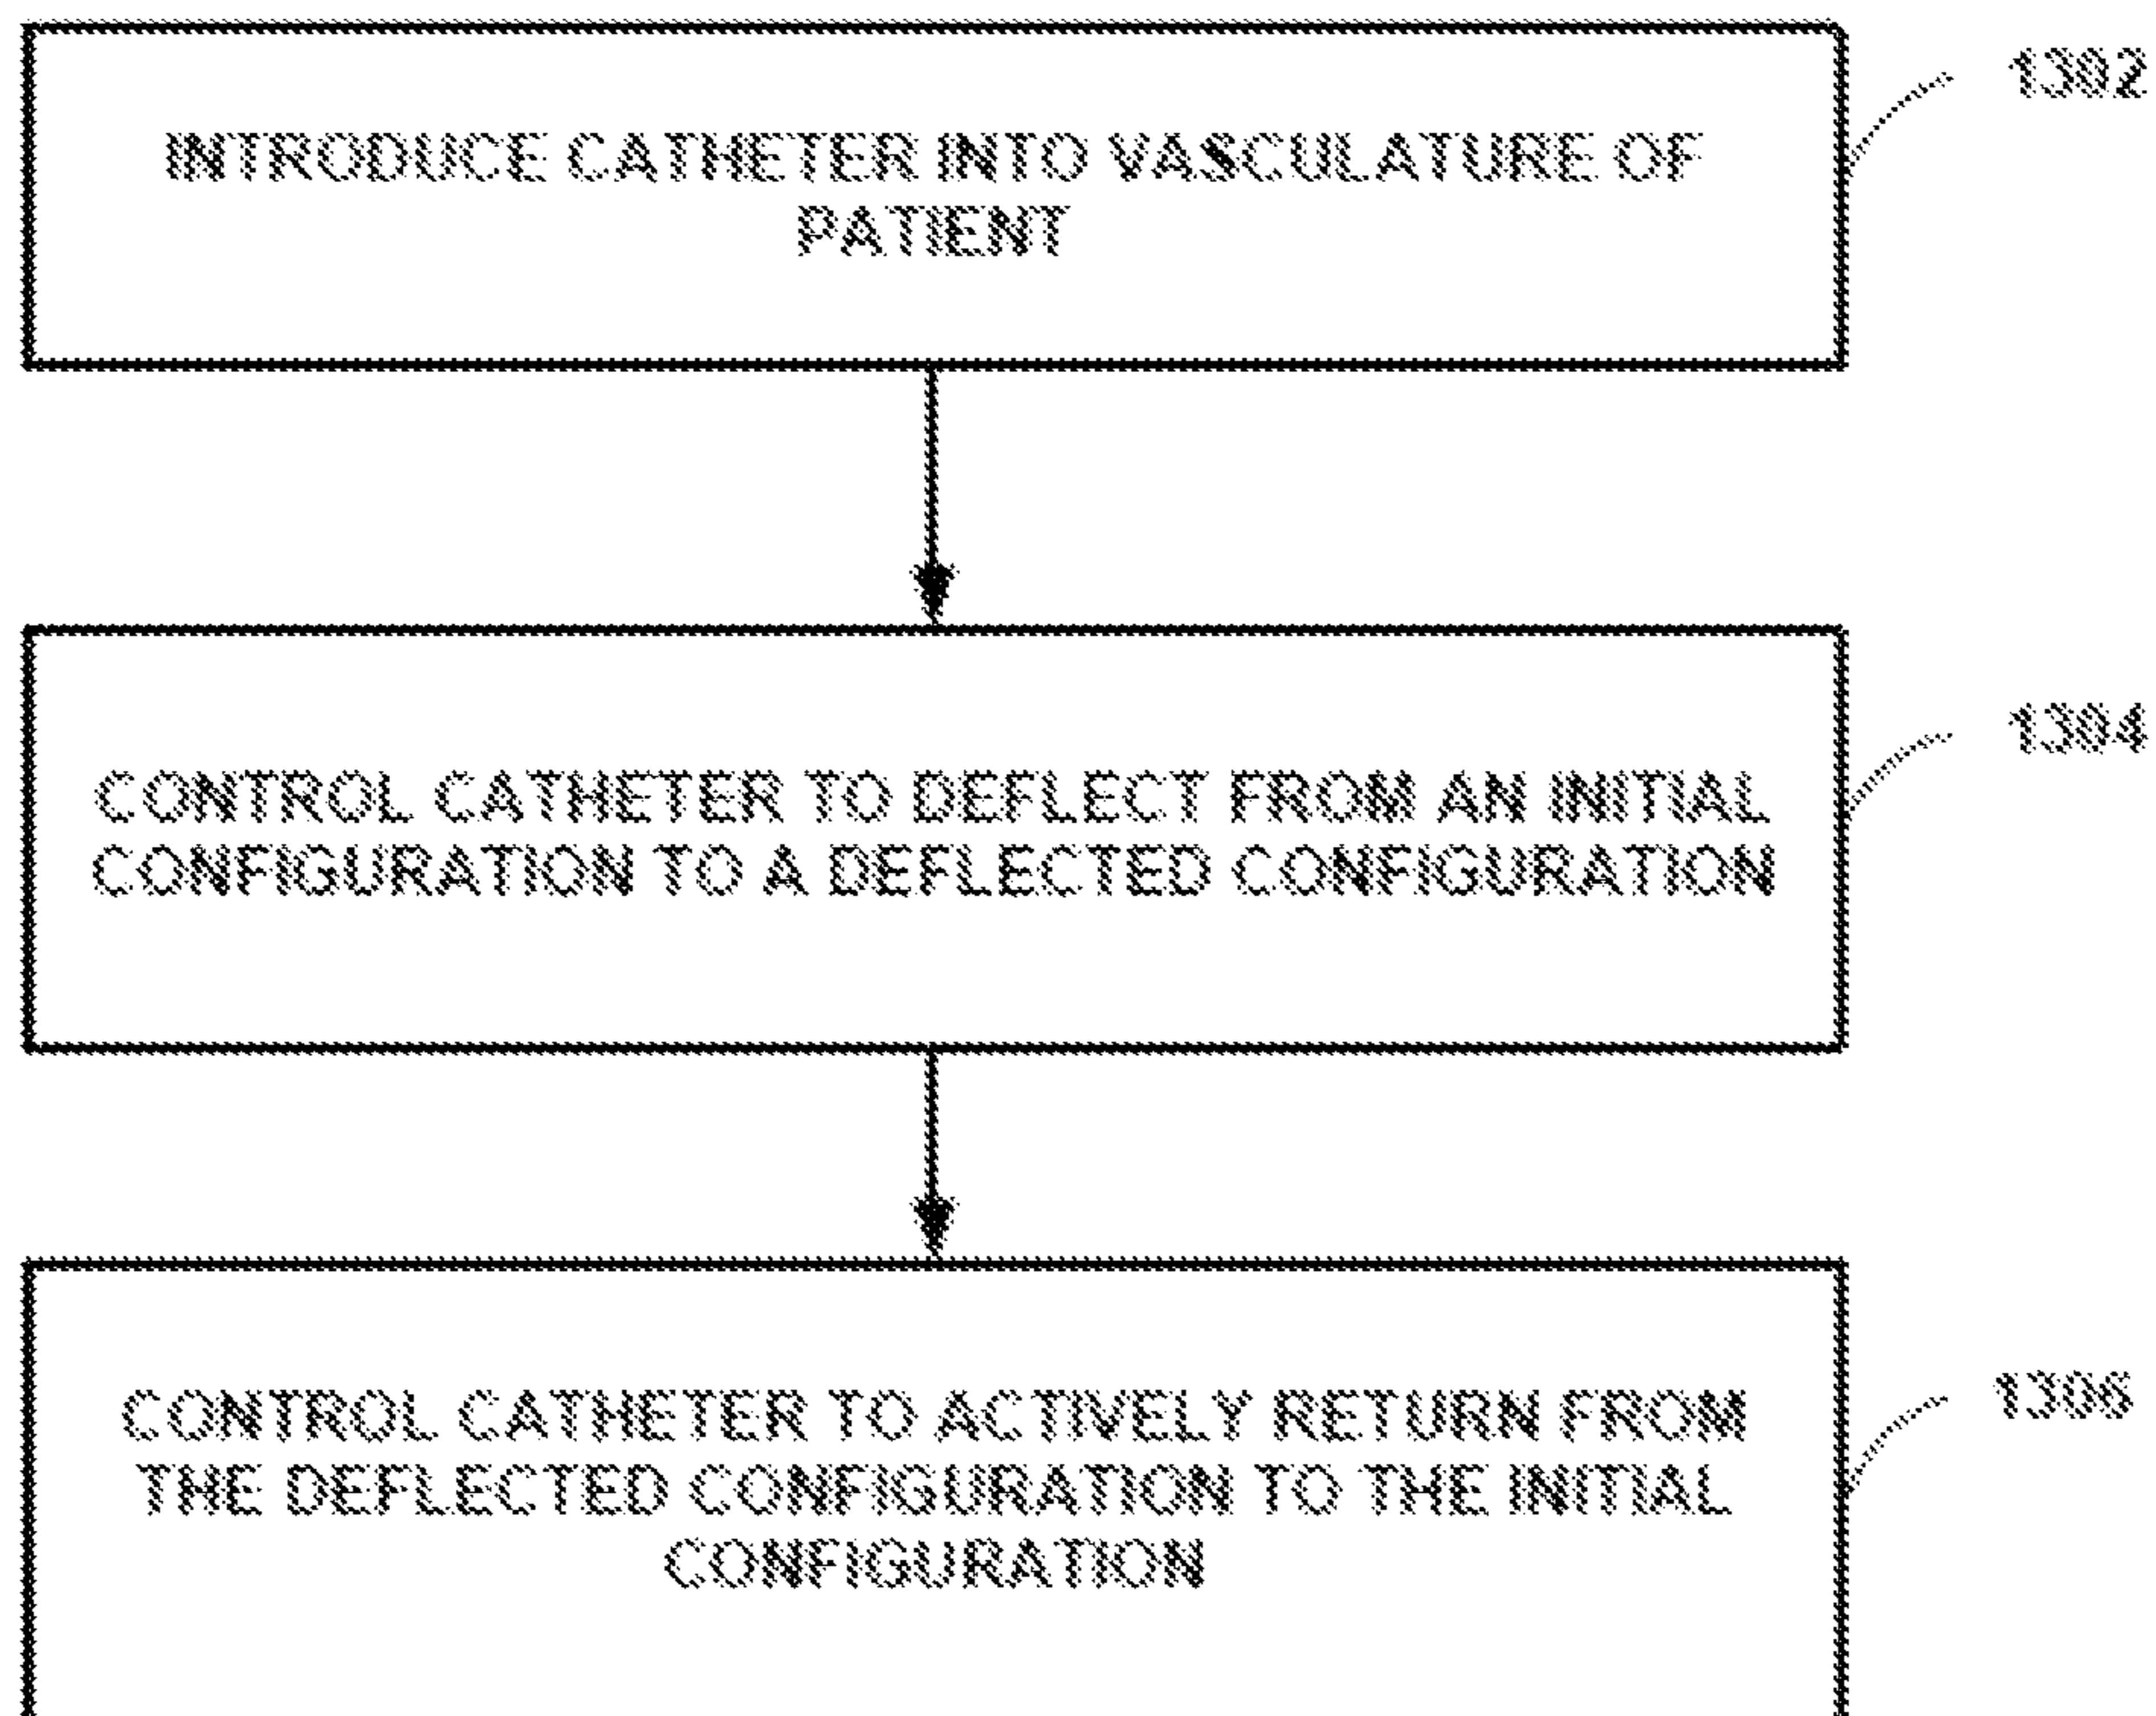 1302
INTRODUCE CATHETER INTO VASCULATURE OF
PATIENT
1304
CONTROL CATHETER TO DEFLECT FROM AN INITIAL
CONFIGURATION TO A DEFLECTED CONFIGURATION
1306
CONTROL CATHETER TO ACTIVELY RETURN FROM
THE DEFLECTED CONFIGURATION TO THE INITIAL
CONFIGURATION